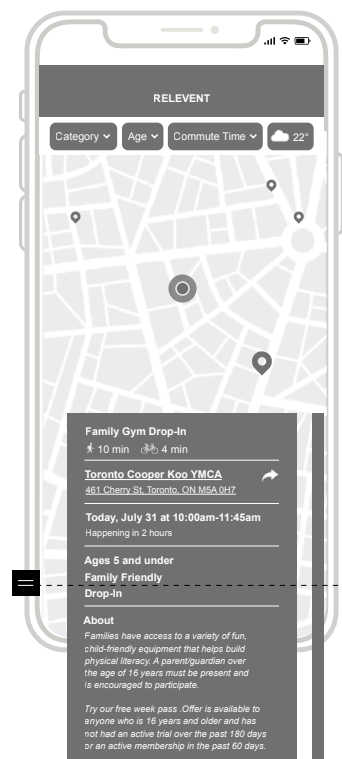 RELEVENT
Category Age Commute Time 22°
Family Gym Drop-In
10 min 4 min
Toronto Cooper Koo YMCA
461 Cherry St, Toronto, ON M5A 0H7
Today, July 31 at 10:00am-11:45am
Happening in 2 hours
Ages 5 and under
Family Friendly
Drop-In
About
Families have access to a variety of fun,
child-friendly equipment that helps build
physical literacy. A parent/guardian over
the age of 16 years must be present and
is encouraged to participate.
Try our free week pass .Offer is available to
anyone who is 16 years and older and has
not had an active trial over the past 180 days
or an active membership in the past 60 days.